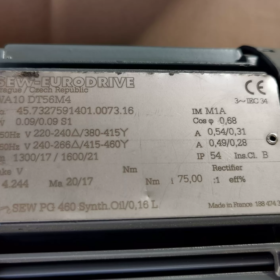 SEW-EURODRIVE
Prague / Czech Republic
WA10 DT56M4
3~ IEC 34
45.7327591401.0073.16 IM M1A
0.09/0.09 S1 Cos φ 0,68
50Hz V 220-240Δ/380-415Y A 0.54/0,31
60Hz V 240-266Δ/415-460Y A 0,49/0,28
1300/17 / 1600/21 IP 54 Ins.Cl. B
V Nm Nm Rectifier
4.244 Ma 20/17 i 75,00 :1 eff%
SEW PG 460 Synth.Oil/0,16 L
Made in France